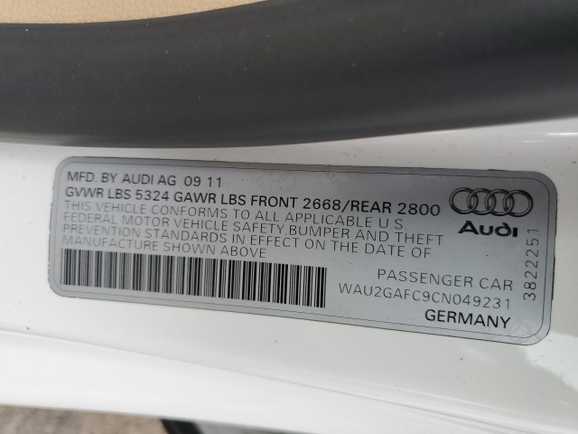 MFD. BY AUDI AG 09 11
GVWR LBS 5324 GAWR LBS FRONT 2668/REAR 2800
THIS VEHICLE CONFORMS TO ALL APPLICABLE U S
FEDERAL MOTOR VEHICLE SAFETY BUMPER AND THEFT
PREVENTION STANDARDS IN EFFECT ON THE DATE OF
MANUFACTURE SHOWN ABOVE
Audi
PASSENGER CAR
WAU2GAFC9CN049231
GERMANY
3822251